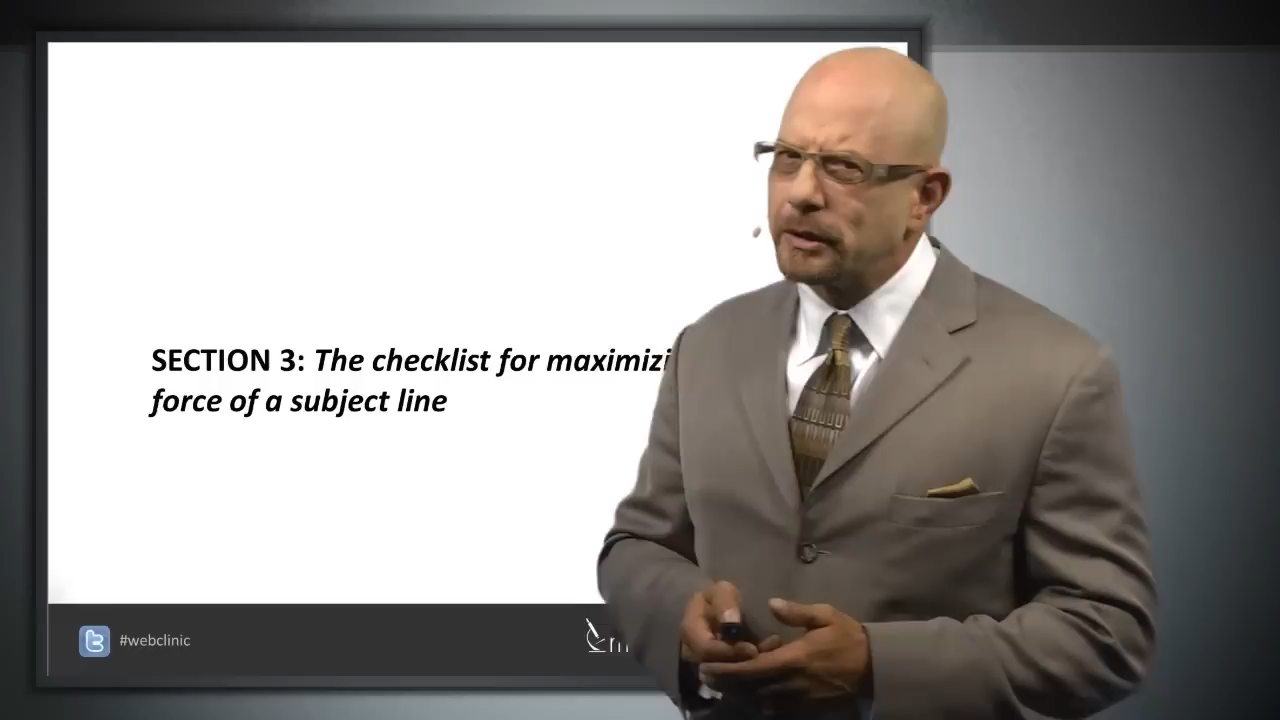 SECTION 3: The checklist for maximizi
force of a subject line
#webclinic